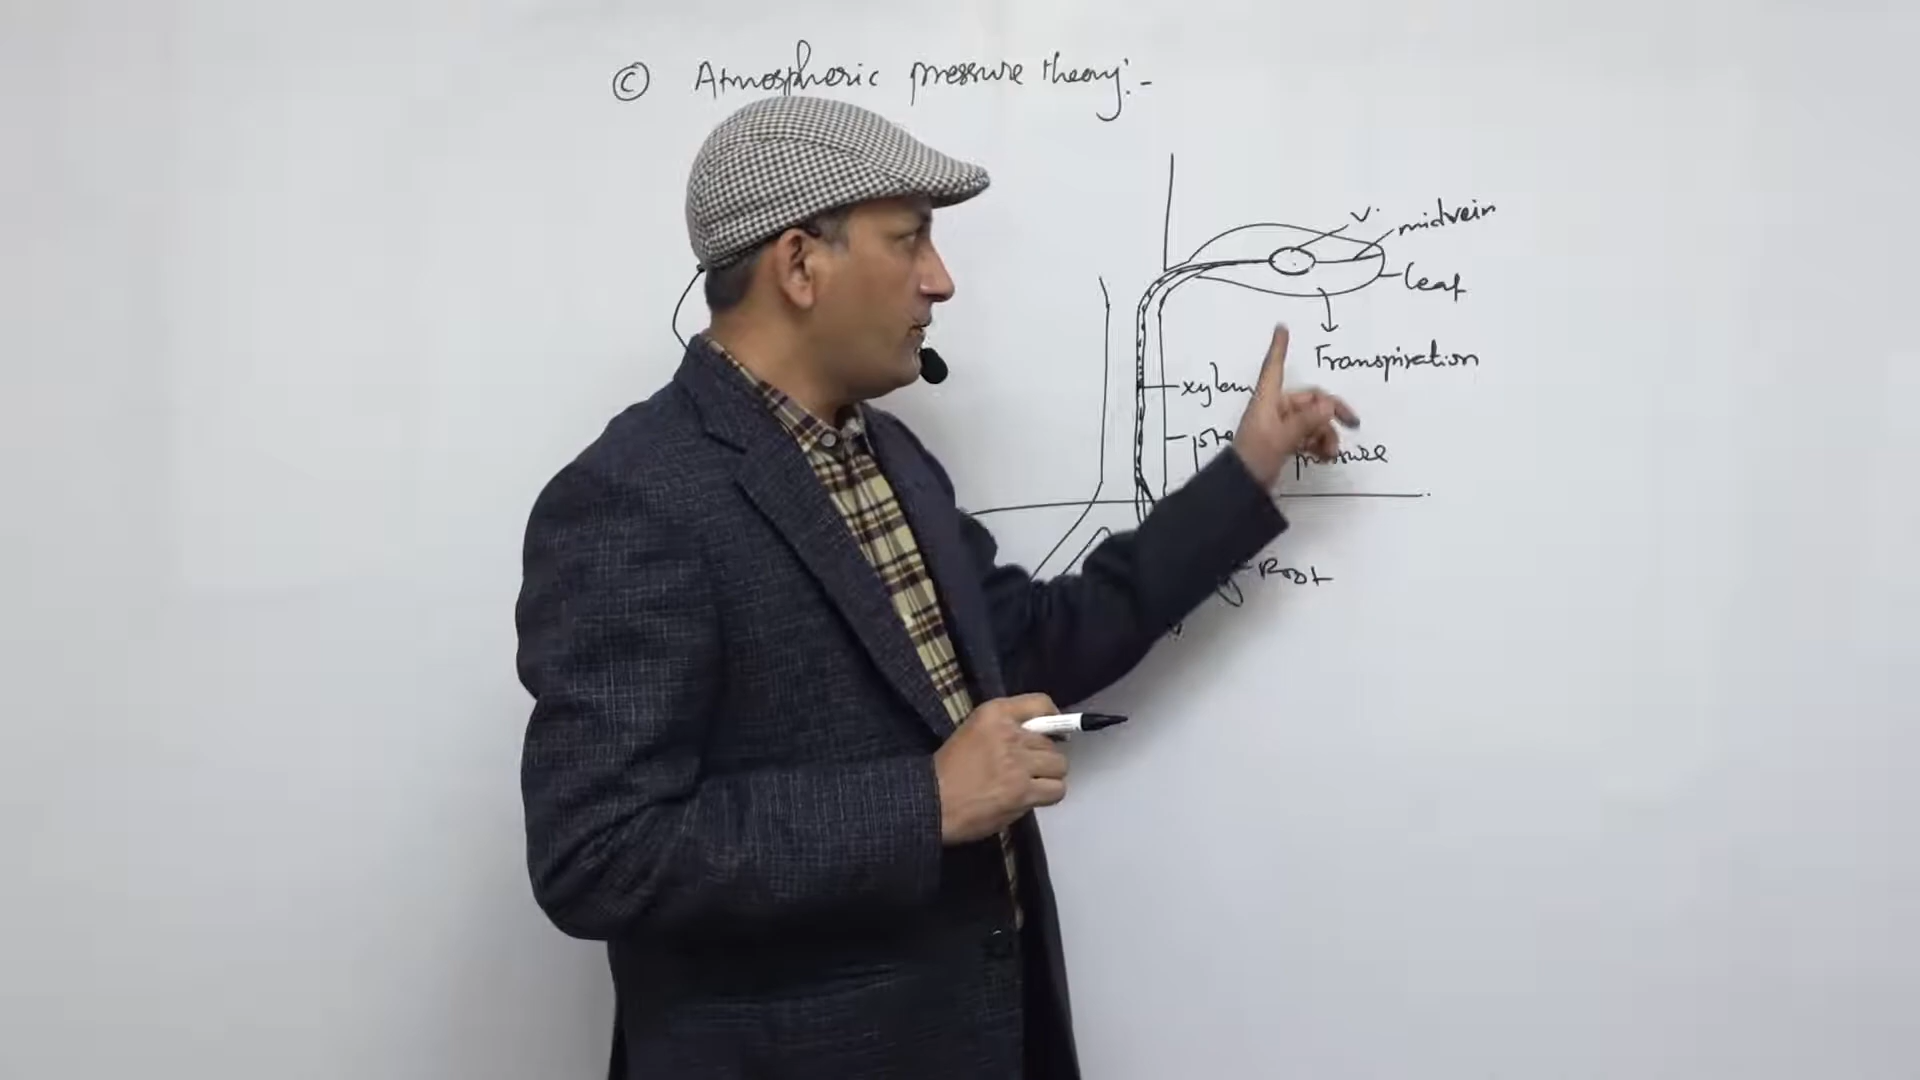 © Atmospheric pressure theory:-
V.
midvein
leaf
Transpiration
xylem
pressure
Root